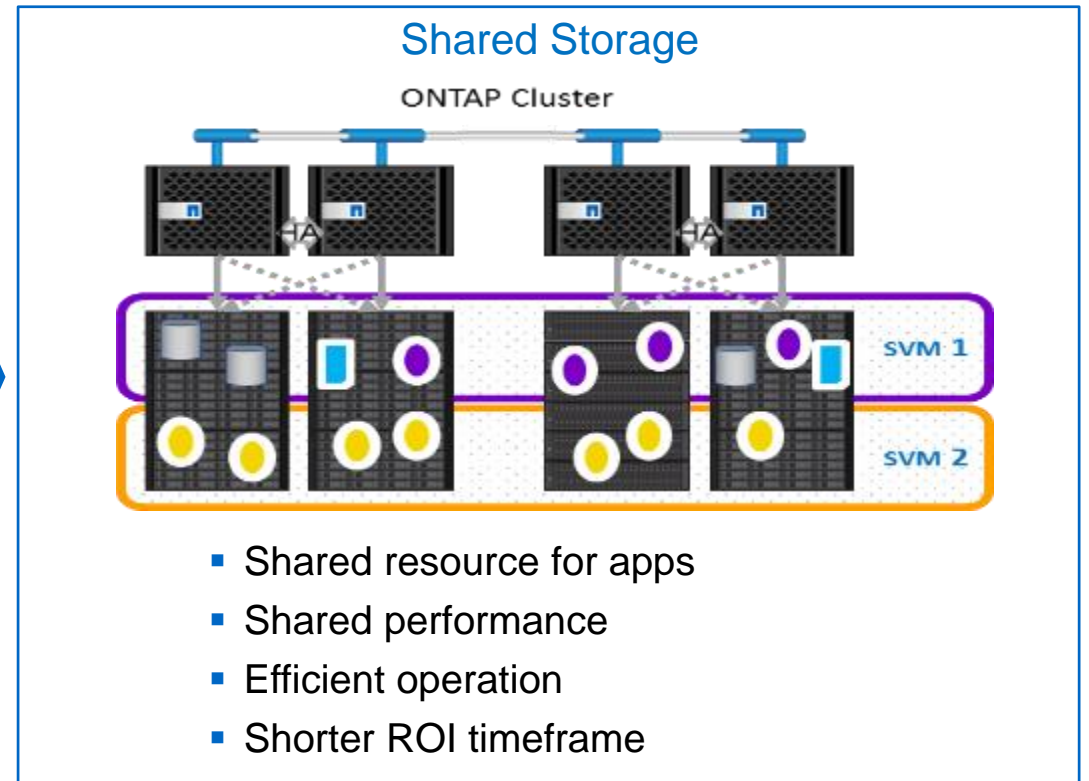 Shared Storage
ONTAP Cluster
HA
HA
SVM 1
SVM 2
Shared resource for apps
Shared performance
Efficient operation
Shorter ROI timeframe